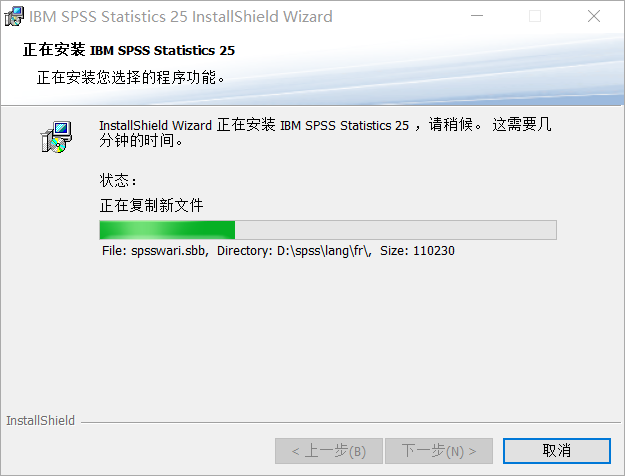 IBM SPSS Statistics 25 InstallShield Wizard
正在安装 IBM SPSS Statistics 25
正在安装您选择的程序功能。
InstallShield Wizard 正在安装 IBM SPSS Statistics 25 ，请稍候。 这需要几
分钟的时间。
状态：
正在复制新文件
File: spsswari.sbb, Directory: D:\spss\lang\fr\, Size: 110230
InstallShield
< 上一步(B)
下一步(N) >
取消